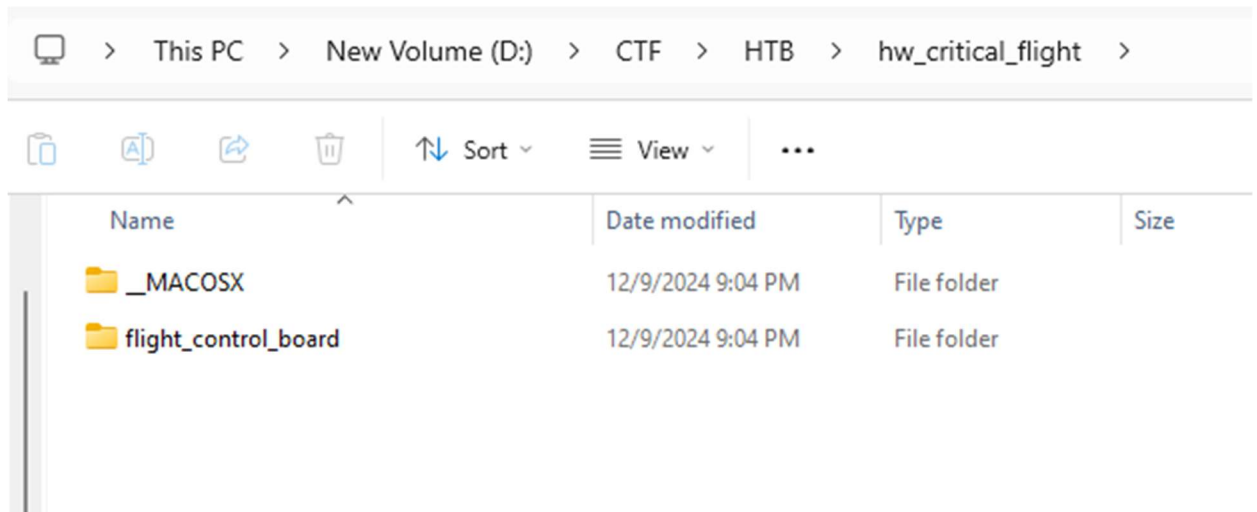 This PC > New Volume (D:) > CTF > HTB > hw_critical_flight >
Sort View ...
Name Date modified Type Size
__MACOSX 12/9/2024 9:04 PM File folder
flight_control_board 12/9/2024 9:04 PM File folder